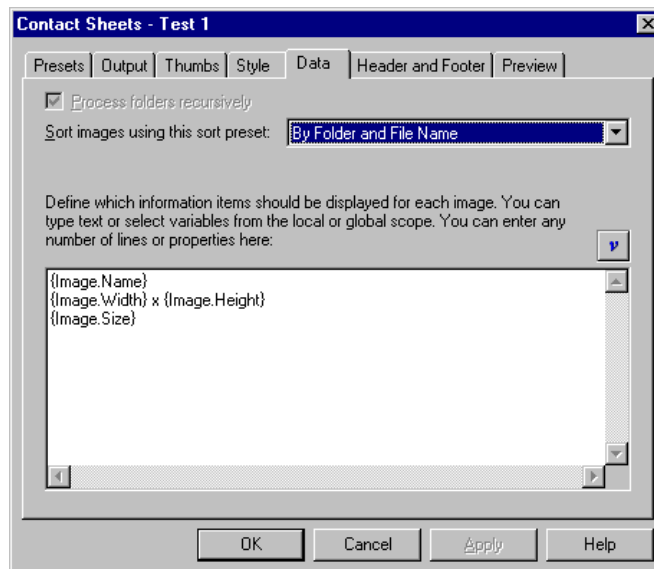 Contact Sheets - Test 1
Presets Output Thumbs Style Data Header and Footer Preview
Process folders recursively
Sort images using this sort preset: By Folder and File Name
Define which information items should be displayed for each image. You can
type text or select variables from the local or global scope. You can enter any
number of lines or properties here:
v
{Image.Name}
{Image.Width} x {Image.Height}
{Image.Size}
OK Cancel Apply Help